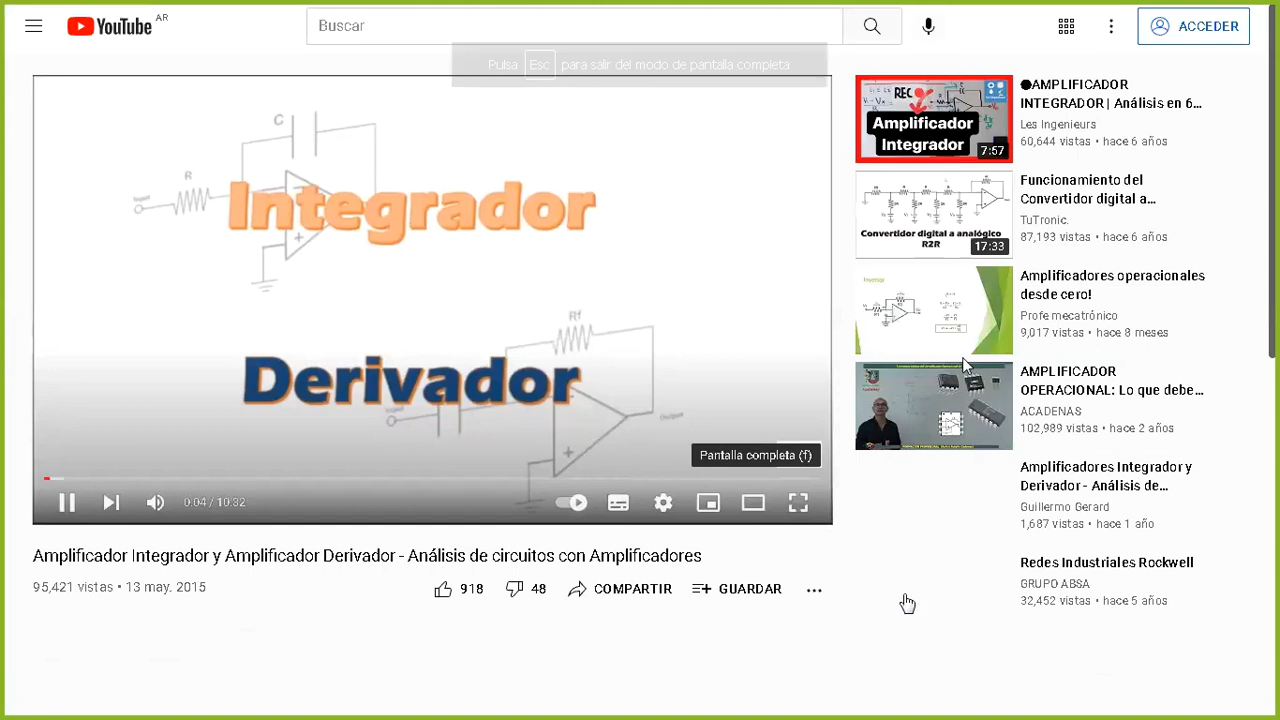 YouTube AR
Buscar
ACCEDER
Pulsa Esc para salir del modo de pantalla completa
C
R
Input
Integrador
+
Rf
Derivador
Output
+
Pantalla completa (f)
0:04 / 10:32
Amplificador Integrador y Amplificador Derivador - Análisis de circuitos con Amplificadores
95,421 vistas • 13 may. 2015
918
48
COMPARTIR
GUARDAR
REC
Amplificador
Integrador
7:57
●AMPLIFICADOR
INTEGRADOR | Análisis en 6...
Les Ingenieurs
60,644 vistas • hace 6 años
Convertidor digital a analógico
R2R
17:33
Funcionamiento del
Convertidor digital a...
TuTronic.
87,193 vistas • hace 6 años
Inversor
Amplificadores operacionales
desde cero!
Profe mecatrónico
9,017 vistas • hace 8 meses
AMPLIFICADOR
OPERACIONAL: Lo que debe...
ACADENAS
102,989 vistas • hace 2 años
Amplificadores Integrador y
Derivador - Análisis de...
Guillermo Gerard
1,687 vistas • hace 1 año
Redes Industriales Rockwell
GRUPO ABSA
32,452 vistas • hace 5 años